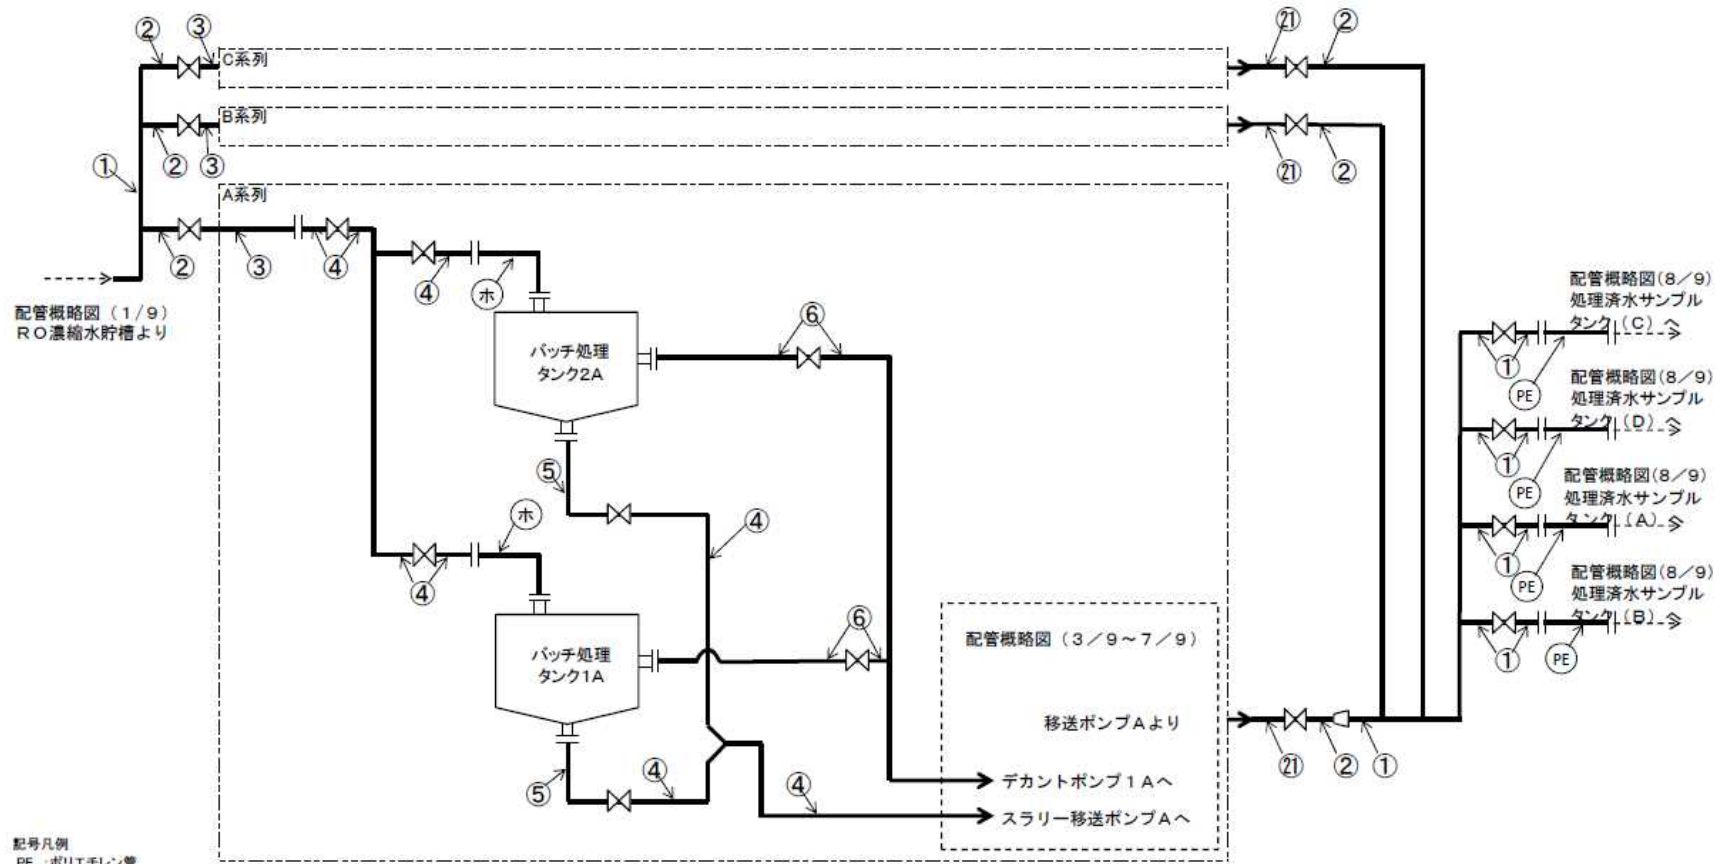 ② ③
C系列
㉑ ②
B系列
② ③
㉑ ②
①
A系列
② ③ ④
④ ホ
配管概略図（1/9）
RO濃縮水貯槽より
バッチ処理
タンク2A
⑥
⑤
④
ホ
④
バッチ処理
タンク1A
⑥
⑤
④
④
配管概略図（3／9～7／9）
移送ポンプAより
デカントポンプ1Aへ
スラリー移送ポンプAへ
㉑ ② ①
配管概略図(8／9)
処理済水サンプル
タンク（C）へ
① PE
配管概略図(8／9)
処理済水サンプル
タンク（D）へ
① PE
配管概略図(8／9)
処理済水サンプル
タンク（A）へ
① PE
配管概略図(8／9)
処理済水サンプル
タンク（B）へ
① PE
記号凡例
PE :ポリエチレン管